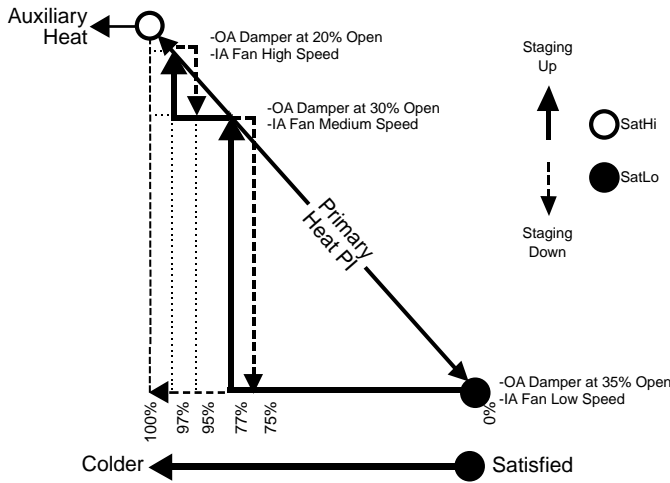 Auxiliary
Heat
-OA Damper at 20% Open
-IA Fan High Speed
-OA Damper at 30% Open
-IA Fan Medium Speed
Staging
Up
SatHi
SatLo
Staging
Down
Primary
Heat PI
-OA Damper at 35% Open
-IA Fan Low Speed
100%
97%
95%
77%
75%
0%
Colder
Satisfied